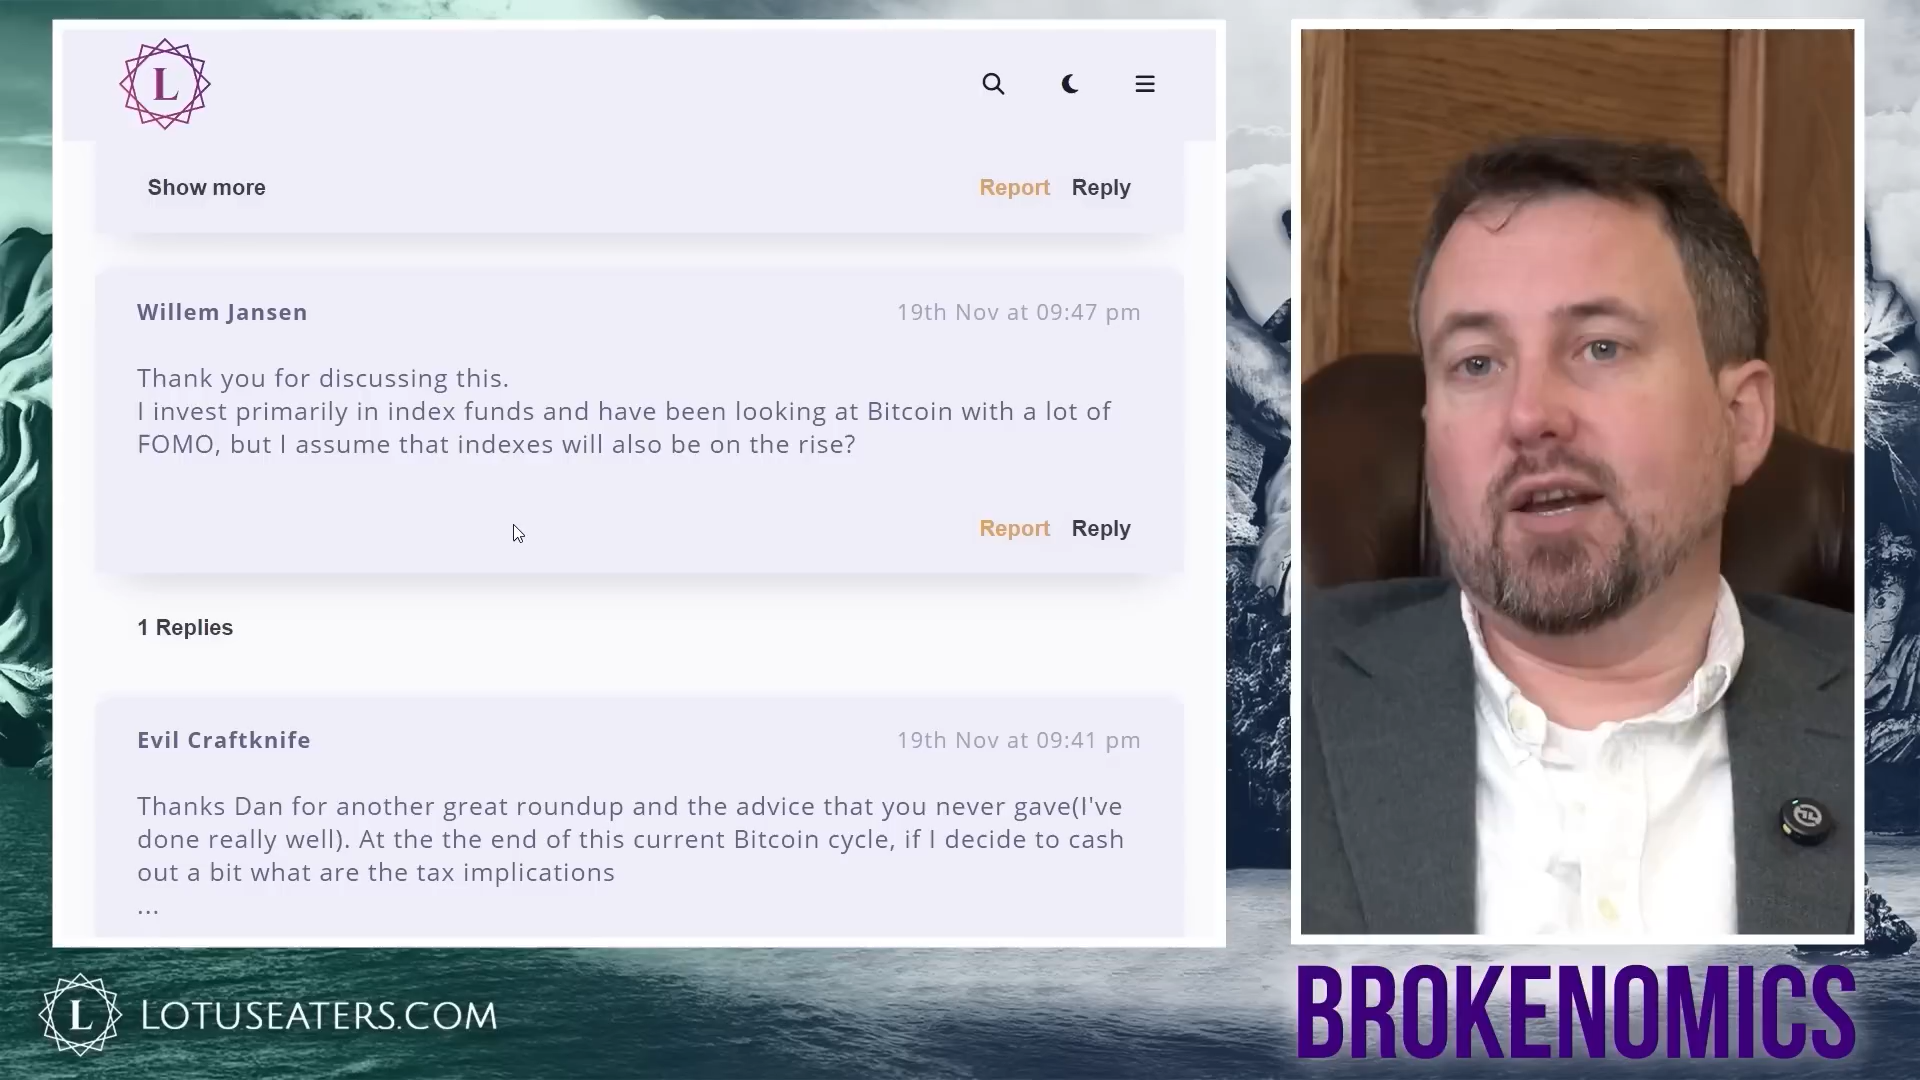 L
Show more
Report Reply
Willem Jansen
19th Nov at 09:47 pm
Thank you for discussing this.
I invest primarily in index funds and have been looking at Bitcoin with a lot of
FOMO, but I assume that indexes will also be on the rise?
Report Reply
1 Replies
Evil Craftknife
19th Nov at 09:41 pm
Thanks Dan for another great roundup and the advice that you never gave(I've
done really well). At the the end of this current Bitcoin cycle, if I decide to cash
out a bit what are the tax implications
...
L LOTUSEATERS.COM
BROKENOMICS